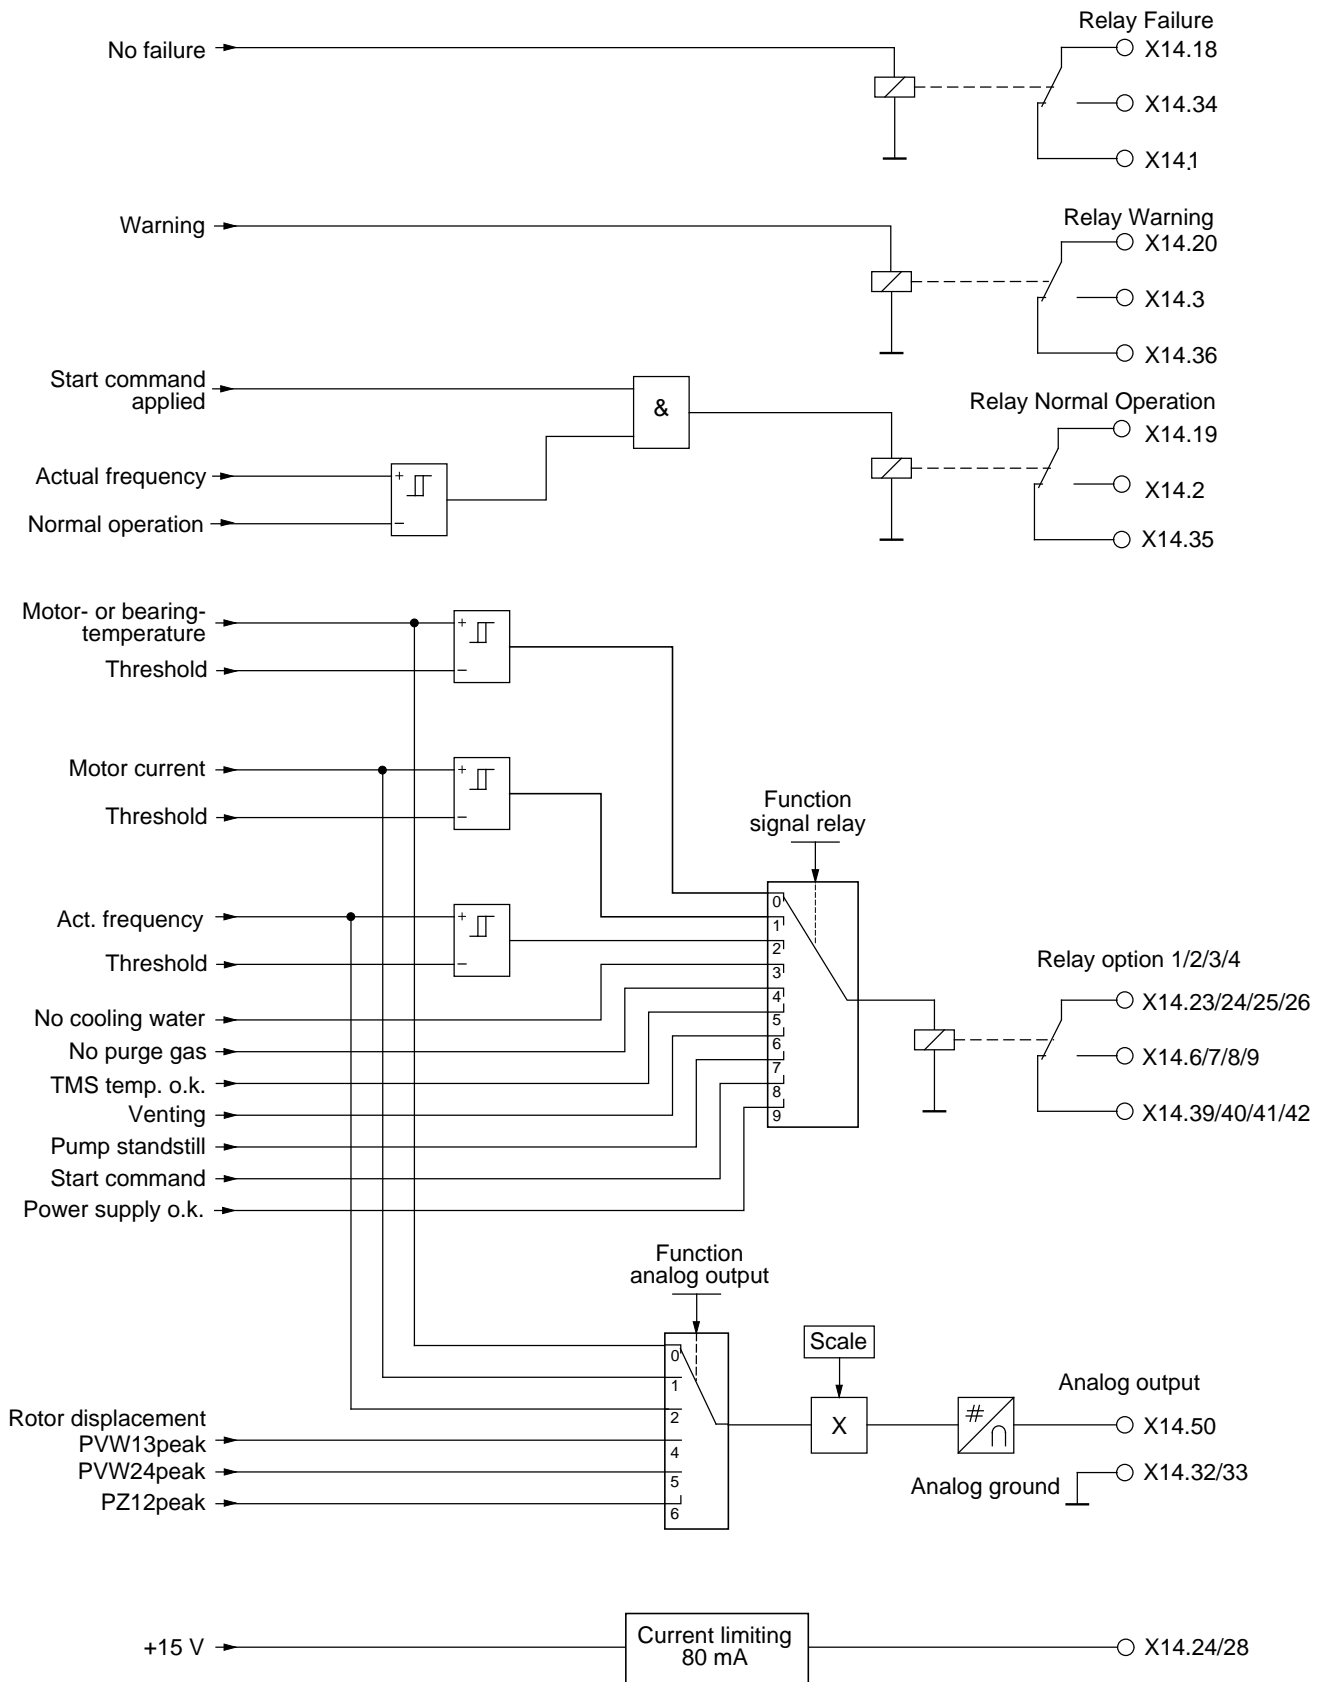 Relay Failure
No failure
X14.18
X14.34
X14.1
Relay Warning
Warning
X14.20
X14.3
X14.36
Start command
applied
&
Relay Normal Operation
X14.19
Actual frequency
+
X14.2
Normal operation
–
X14.35
Motor- or bearing-
temperature
+
Threshold
–
Motor current
+
Threshold
–
Function
signal relay
Act. frequency
+
Threshold
–
0
1
2
3
4
5
6
7
8
9
No cooling water
No purge gas
TMS temp. o.k.
Venting
Pump standstill
Start command
Power supply o.k.
Relay option 1/2/3/4
X14.23/24/25/26
X14.6/7/8/9
X14.39/40/41/42
Function
analog output
0
1
2
4
5
6
Scale
X
#
∩
Analog output
X14.50
Analog ground
X14.32/33
Rotor displacement
PVW13peak
PVW24peak
PZ12peak
+15 V
Current limiting
80 mA
X14.24/28